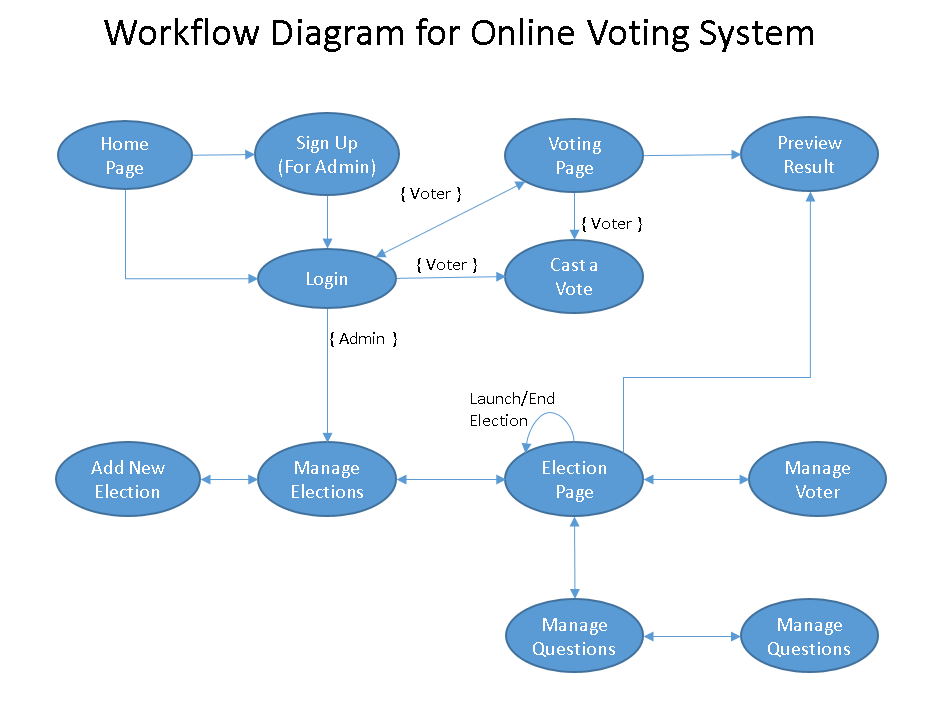 Workflow Diagram for Online Voting System
Home
Page
Sign Up
(For Admin)
Voting
Page
Preview
Result
{ Voter }
{ Voter }
Login
{ Voter }
Cast a
Vote
{ Admin }
Launch/End
Election
Add New
Election
Manage
Elections
Election
Page
Manage
Voter
Manage
Questions
Manage
Questions